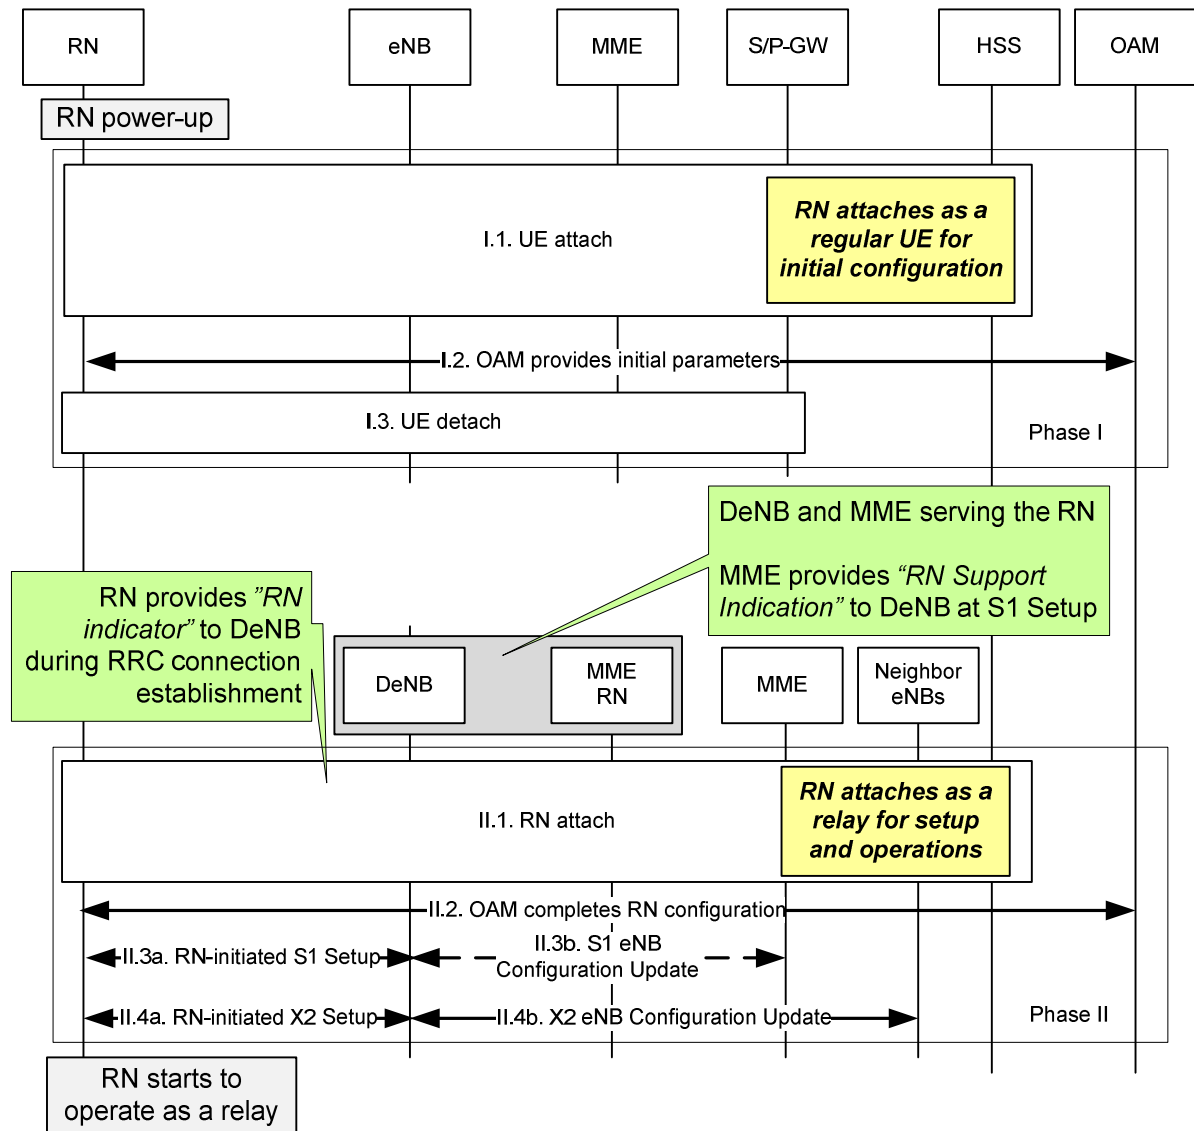 RN
eNB
MME
S/P-GW
HSS
OAM
RN power-up
I.1. UE attach
RN attaches as a
regular UE for
initial configuration
I.2. OAM provides initial parameters
I.3. UE detach
Phase I
DeNB and MME serving the RN
MME provides “RN Support
Indication” to DeNB at S1 Setup
RN provides ”RN
indicator” to DeNB
during RRC connection
establishment
DeNB
MME
RN
MME
Neighbor
eNBs
II.1. RN attach
RN attaches as a
relay for setup
and operations
II.2. OAM completes RN configuration
II.3a. RN-initiated S1 Setup
II.3b. S1 eNB
Configuration Update
II.4a. RN-initiated X2 Setup
II.4b. X2 eNB Configuration Update
Phase II
RN starts to
operate as a relay